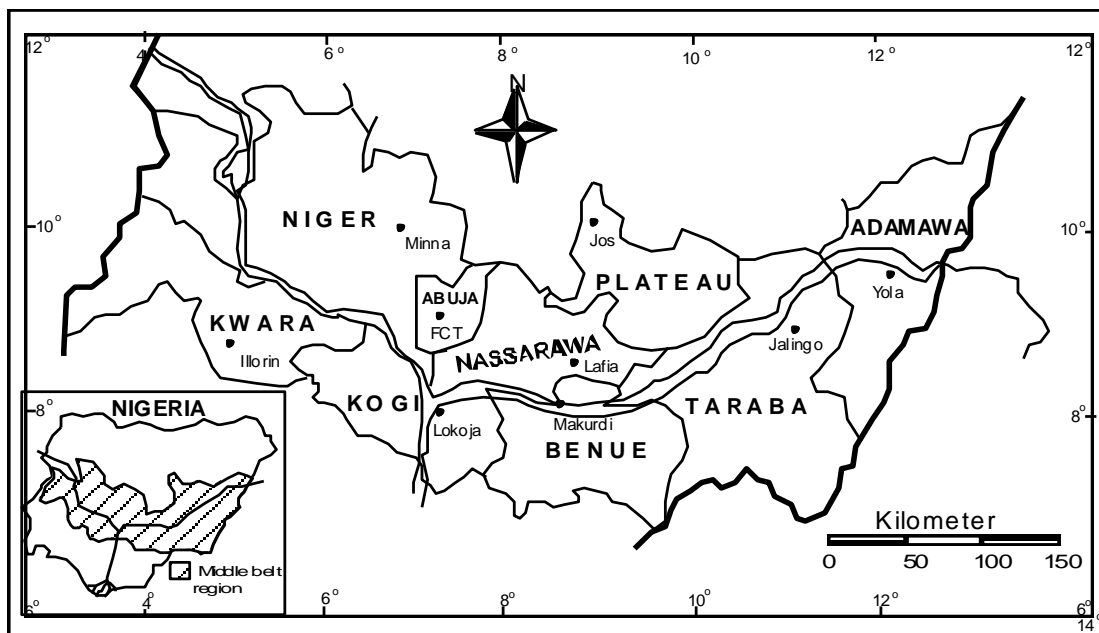 12° 4° 6° 8° 10° 12° 12°
N
NIGER
ADAMAWA
10° 10°
Minna
Jos
PLATEAU
ABUJA
Yola
KWARA
FCT
NASSARAWA
Jalingo
Illorin
Lafia
KOGI
TARABA
NIGERIA
8° 8°
Lokoja
Makurdi
BENUE
Kilometer
0 50 100 150
Middle belt
region
6° 4° 6° 8° 10° 12° 6°
14°